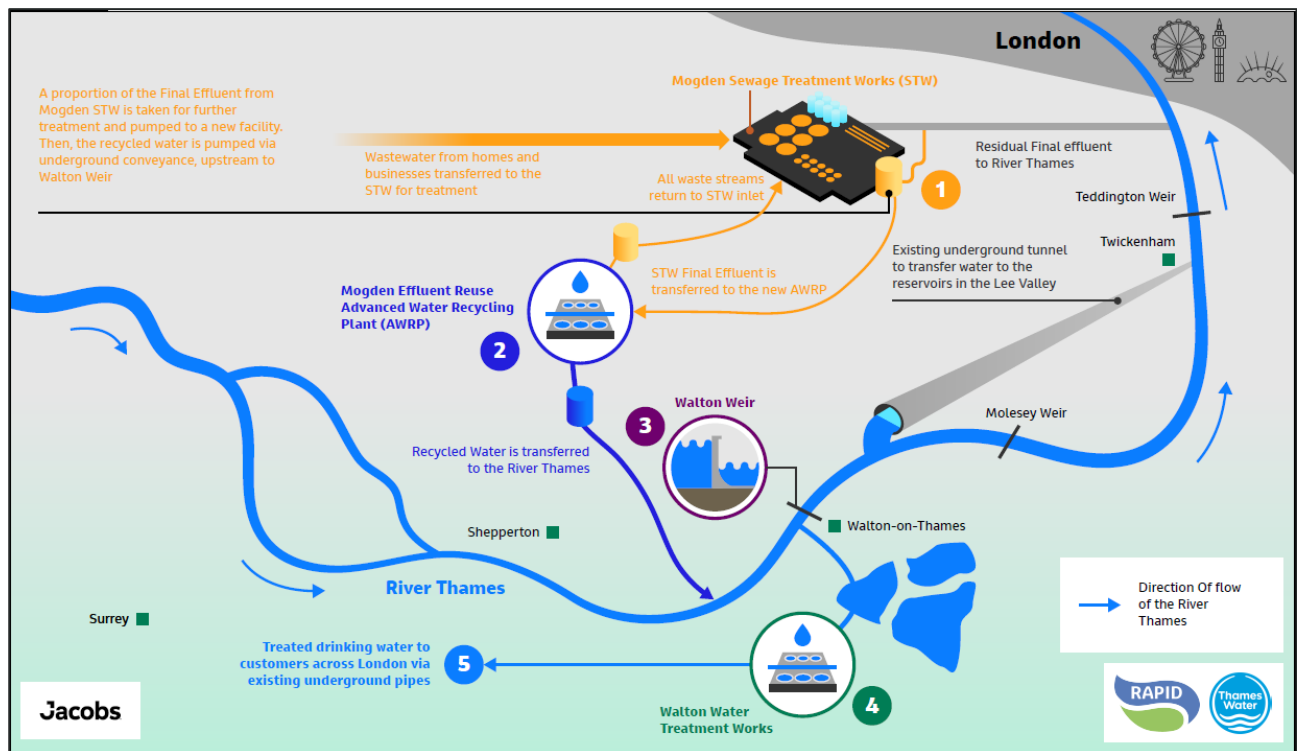 London
Mogden Sewage Treatment Works (STW)
A proportion of the Final Effluent from
Mogden STW is taken for further
treatment and pumped to a new facility.
Then, the recycled water is pumped via
underground conveyance, upstream to
Walton Weir
Wastewater from homes and
businesses transferred to the
STW for treatment
All waste streams
return to STW inlet
1
Residual Final effluent
to River Thames
Teddington Weir
Twickenham
Existing underground tunnel
to transfer water to the
reservoirs in the Lee Valley
STW Final Effluent is
transferred to the new AWRP
Mogden Effluent Reuse
Advanced Water Recycling
Plant (AWRP)
2
3
Walton Weir
Molesey Weir
Recycled Water is transferred
to the River Thames
Shepperton
Walton-on-Thames
River Thames
Surrey
Direction Of flow
of the River
Thames
Treated drinking water to
customers across London via
existing underground pipes
5
4
Walton Water
Treatment Works
Jacobs
RAPID
Thames
Water